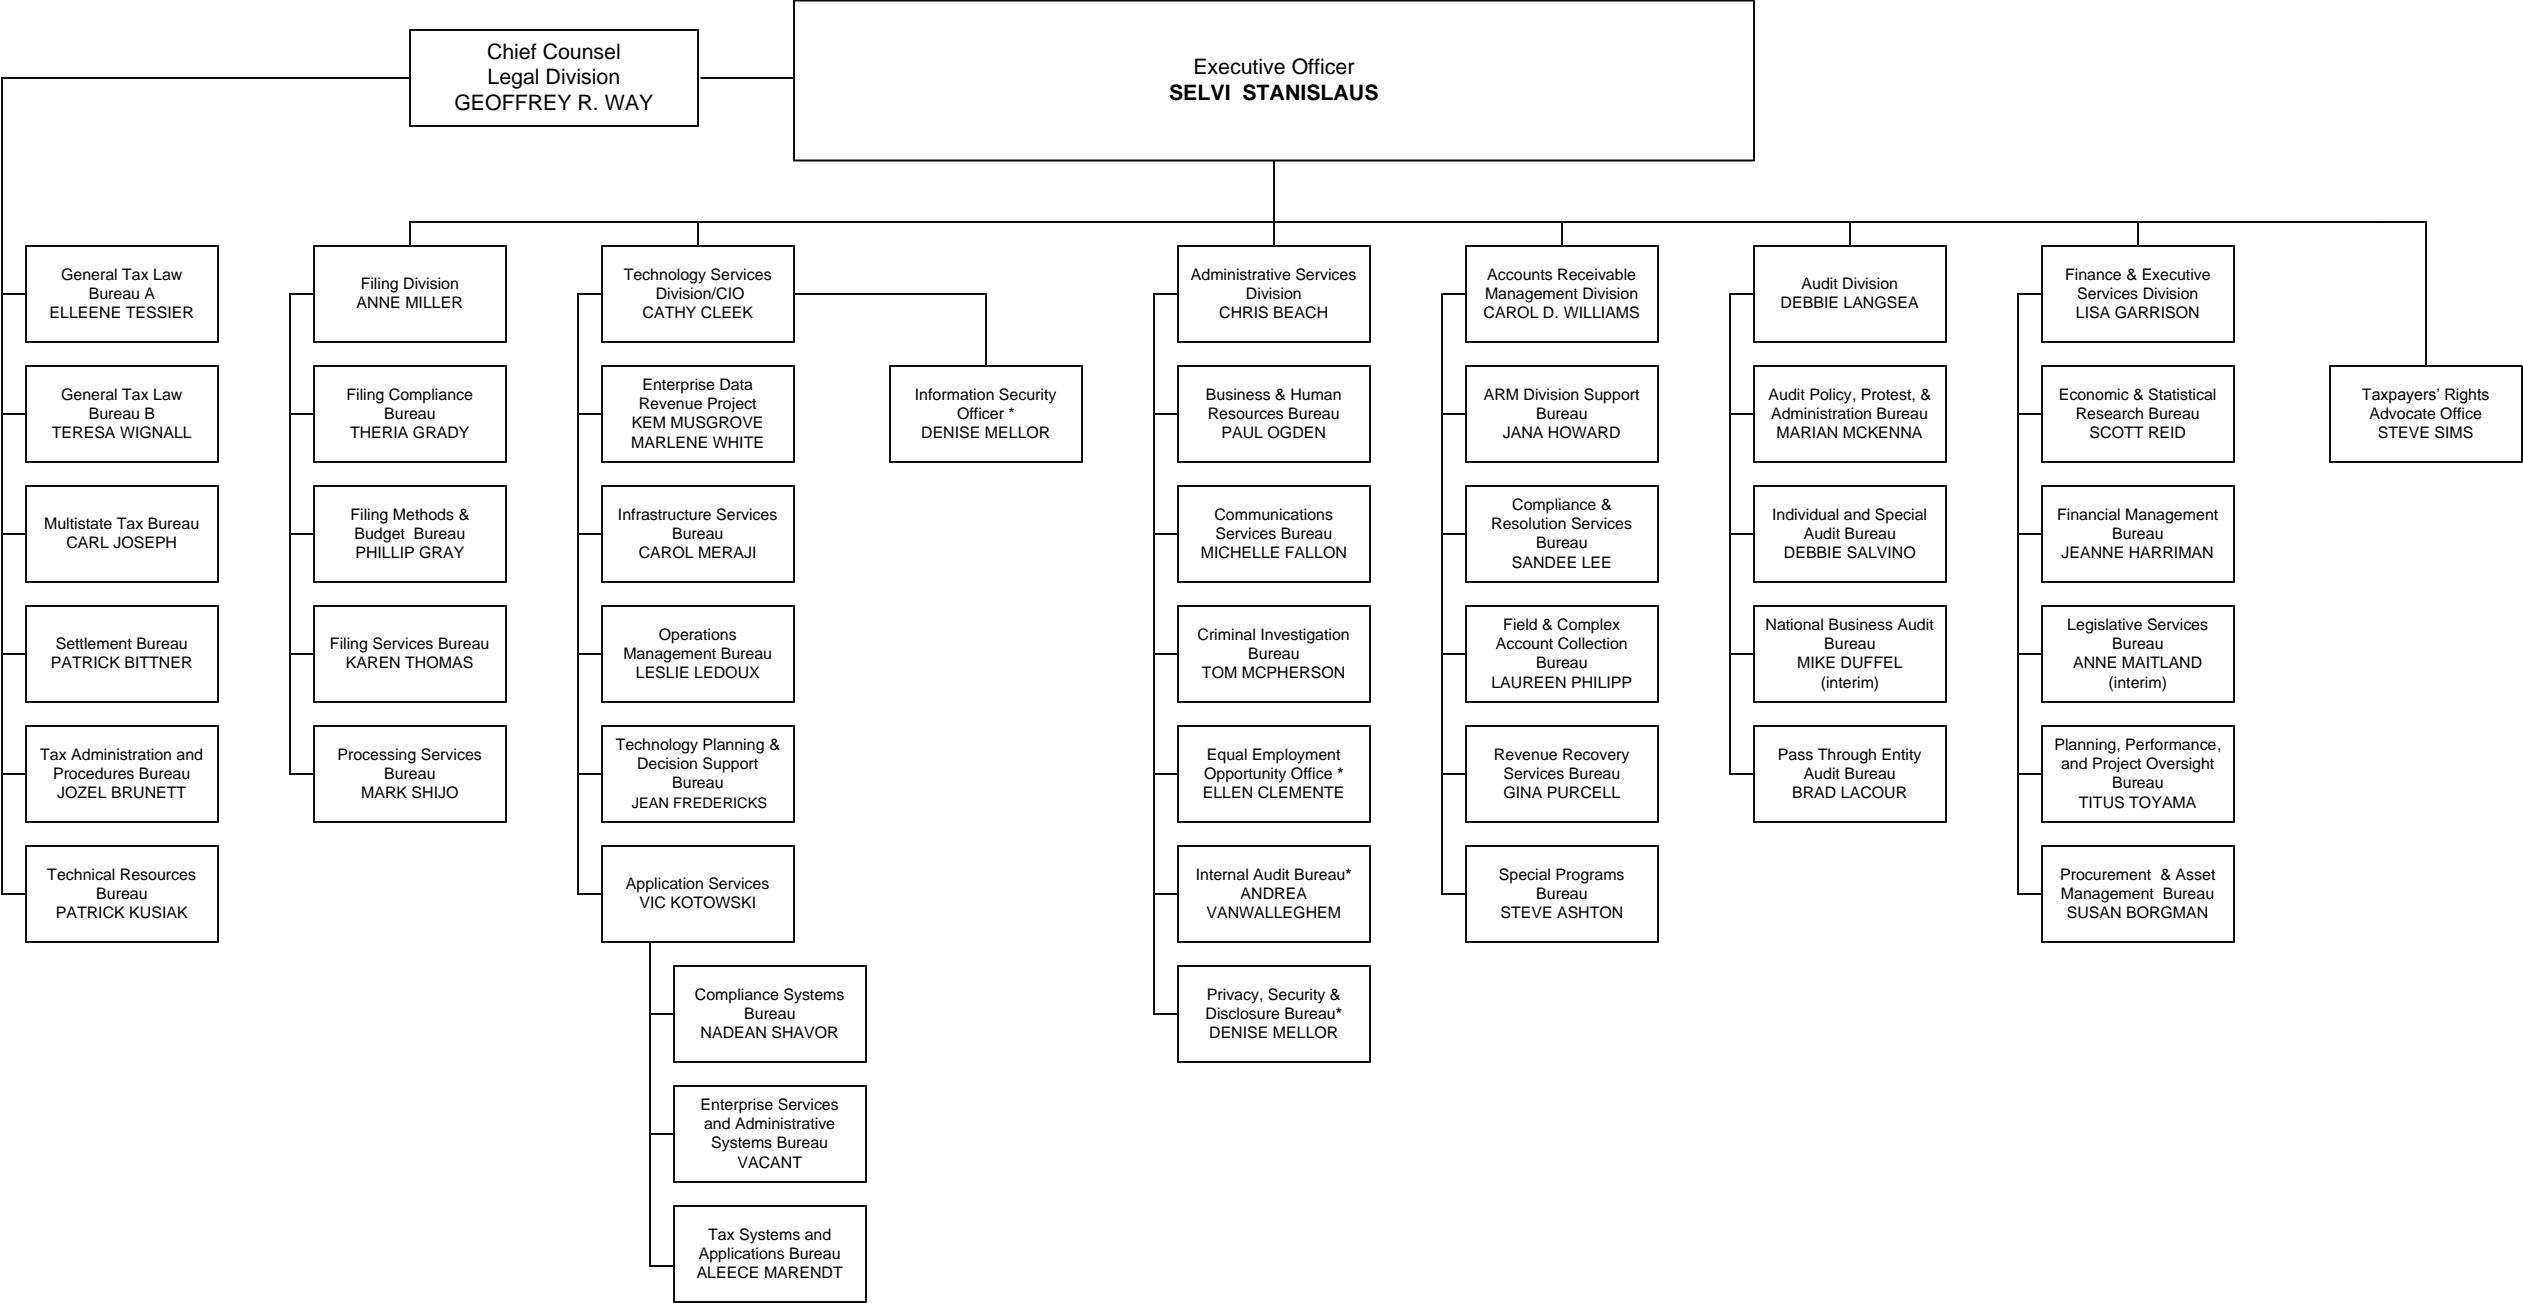 Chief Counsel
Legal Division
GEOFFREY R. WAY
Executive Officer
SELVI STANISLAUS
General Tax Law
Bureau A
ELLEENE TESSIER
General Tax Law
Bureau B
TERESA WIGNALL
Multistate Tax Bureau
CARL JOSEPH
Settlement Bureau
PATRICK BITTNER
Tax Administration and
Procedures Bureau
JOZEL BRUNETT
Technical Resources
Bureau
PATRICK KUSIAK
Filing Division
ANNE MILLER
Filing Compliance
Bureau
THERIA GRADY
Filing Methods &
Budget Bureau
PHILLIP GRAY
Filing Services Bureau
KAREN THOMAS
Processing Services
Bureau
MARK SHIJO
Technology Services
Division/CIO
CATHY CLEEK
Enterprise Data
Revenue Project
KEM MUSGROVE
MARLENE WHITE
Infrastructure Services
Bureau
CAROL MERAJI
Operations
Management Bureau
LESLIE LEDOUX
Technology Planning &
Decision Support
Bureau
JEAN FREDERICKS
Application Services
VIC KOTOWSKI
Compliance Systems
Bureau
NADEAN SHAVOR
Enterprise Services
and Administrative
Systems Bureau
VACANT
Tax Systems and
Applications Bureau
ALEECE MARENDT
Information Security
Officer *
DENISE MELLOR
Administrative Services
Division
CHRIS BEACH
Business & Human
Resources Bureau
PAUL OGDEN
Communications
Services Bureau
MICHELLE FALLON
Criminal Investigation
Bureau
TOM MCPHERSON
Equal Employment
Opportunity Office *
ELLEN CLEMENTE
Internal Audit Bureau*
ANDREA
VANWALLEGHEM
Privacy, Security &
Disclosure Bureau*
DENISE MELLOR
Accounts Receivable
Management Division
CAROL D. WILLIAMS
ARM Division Support
Bureau
JANA HOWARD
Compliance &
Resolution Services
Bureau
SANDEE LEE
Field & Complex
Account Collection
Bureau
LAUREEN PHILIPP
Revenue Recovery
Services Bureau
GINA PURCELL
Special Programs
Bureau
STEVE ASHTON
Audit Division
DEBBIE LANGSEA
Audit Policy, Protest, &
Administration Bureau
MARIAN MCKENNA
Individual and Special
Audit Bureau
DEBBIE SALVINO
National Business Audit
Bureau
MIKE DUFFEL
(interim)
Pass Through Entity
Audit Bureau
BRAD LACOUR
Finance & Executive
Services Division
LISA GARRISON
Economic & Statistical
Research Bureau
SCOTT REID
Financial Management
Bureau
JEANNE HARRIMAN
Legislative Services
Bureau
ANNE MAITLAND
(interim)
Planning, Performance,
and Project Oversight
Bureau
TITUS TOYAMA
Procurement & Asset
Management Bureau
SUSAN BORGMAN
Taxpayers' Rights
Advocate Office
STEVE SIMS